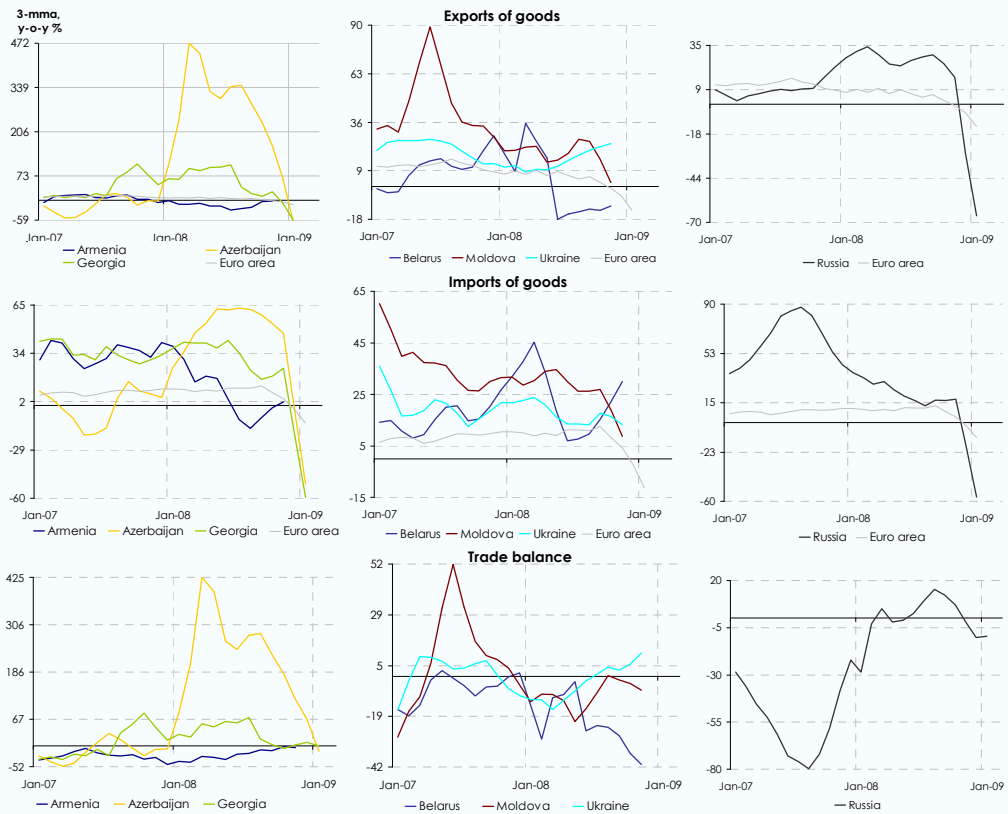 3-mma,
y-o-y %
Exports of goods
472
339
206
73
-59
Jan-07 Jan-08 Jan-09
Armenia Azerbaijan
Georgia Euro area
90
63
36
9
-18
Jan-07 Jan-08 Jan-09
Belarus Moldova Ukraine Euro area
35
9
-18
-44
-70
Jan-07 Jan-08 Jan-09
Russia Euro area
Imports of goods
65
34
2
-29
-60
Jan-07 Jan-08 Jan-09
Armenia Azerbaijan Georgia Euro area
65
45
25
5
-15
Jan-07 Jan-08 Jan-09
Belarus Moldova Ukraine Euro area
90
53
15
-23
-60
Jan-07 Jan-08 Jan-09
Russia Euro area
Trade balance
425
306
186
67
-52
Jan-07 Jan-08 Jan-09
Armenia Azerbaijan Georgia
52
29
5
-19
-42
Jan-07 Jan-08 Jan-09
Belarus Moldova Ukraine
20
-5
-30
-55
-80
Jan-07 Jan-08 Jan-09
Russia